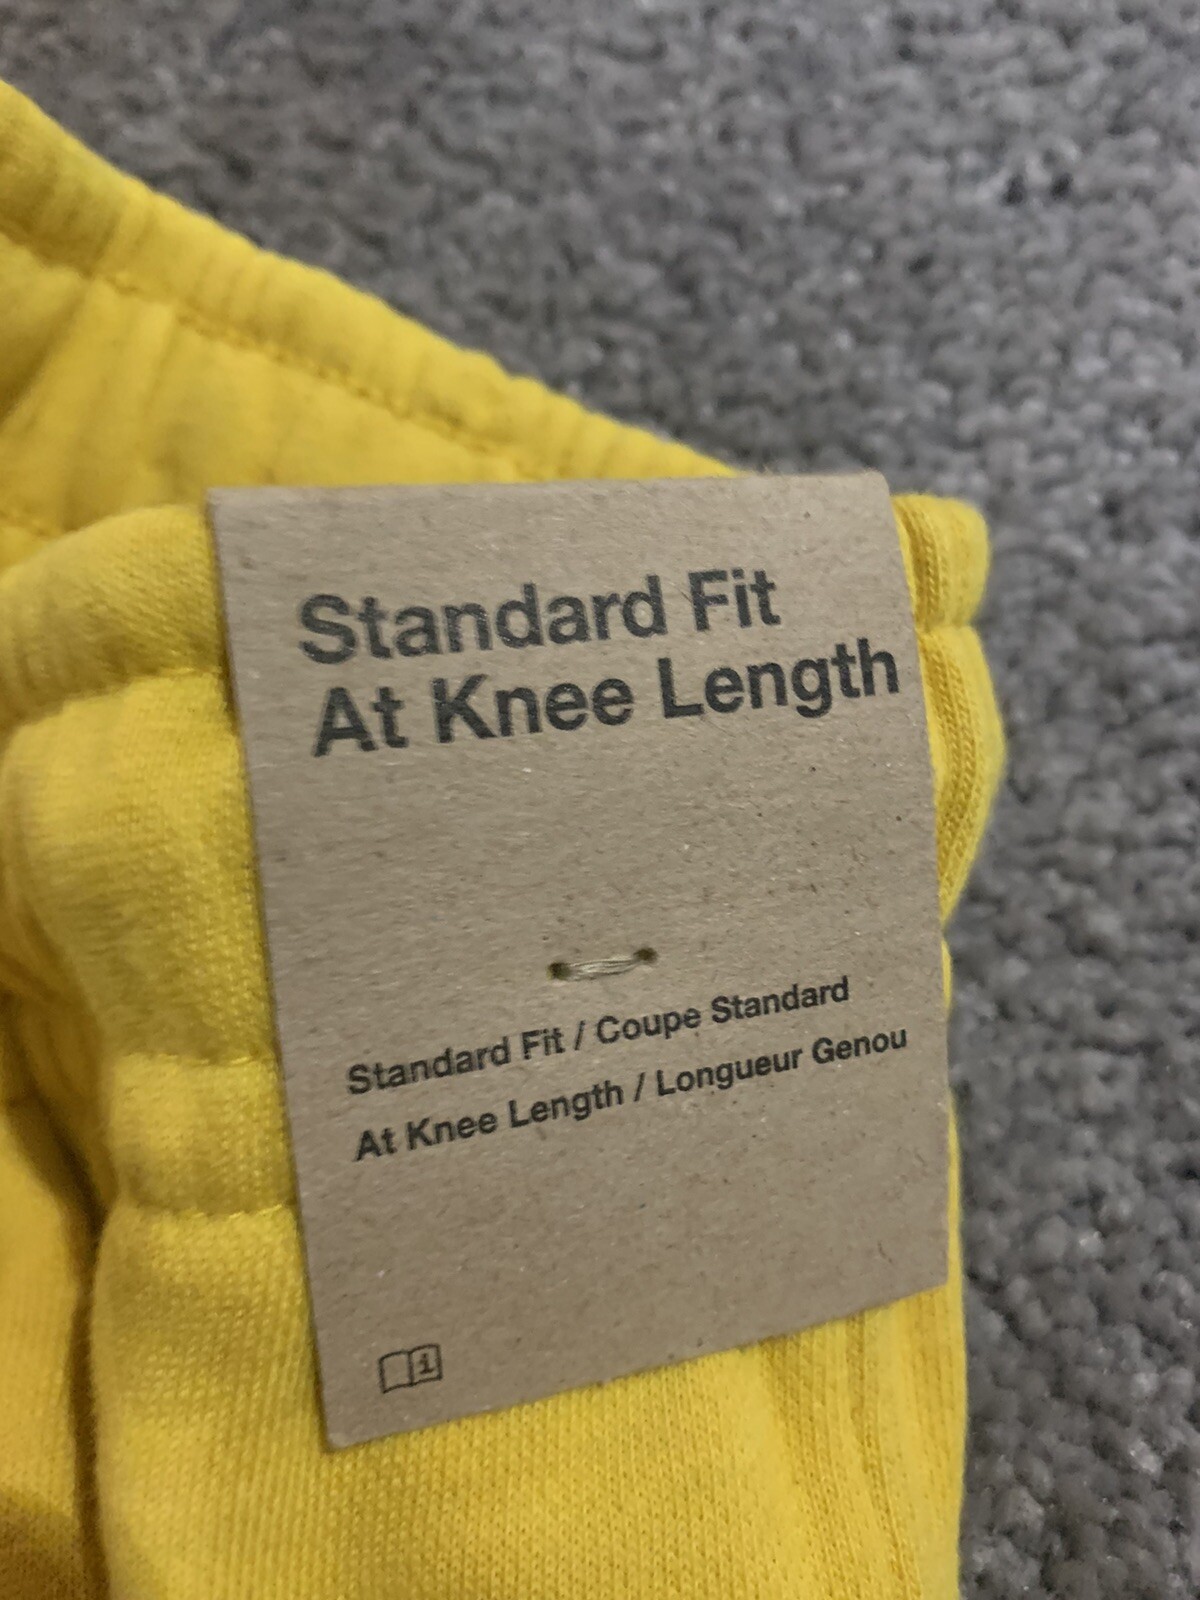 Standard Fit
At Knee Length
Standard Fit / Coupe Standard
At Knee Length / Longueur Genou
i